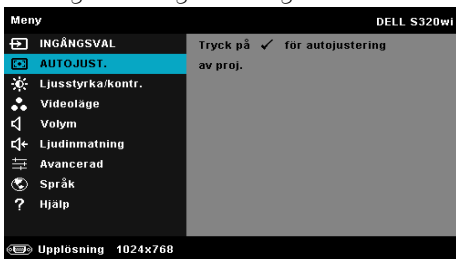 Meny DELL S320wi
INGÅNGSVAL
AUTOJUST.
Ljusstyrka/kontr.
Videoläge
Volym
Ljudinmatning
Avancerad
Språk
Hjälp
Tryck på ✓ för autojustering
av proj.
Upplösning 1024x768